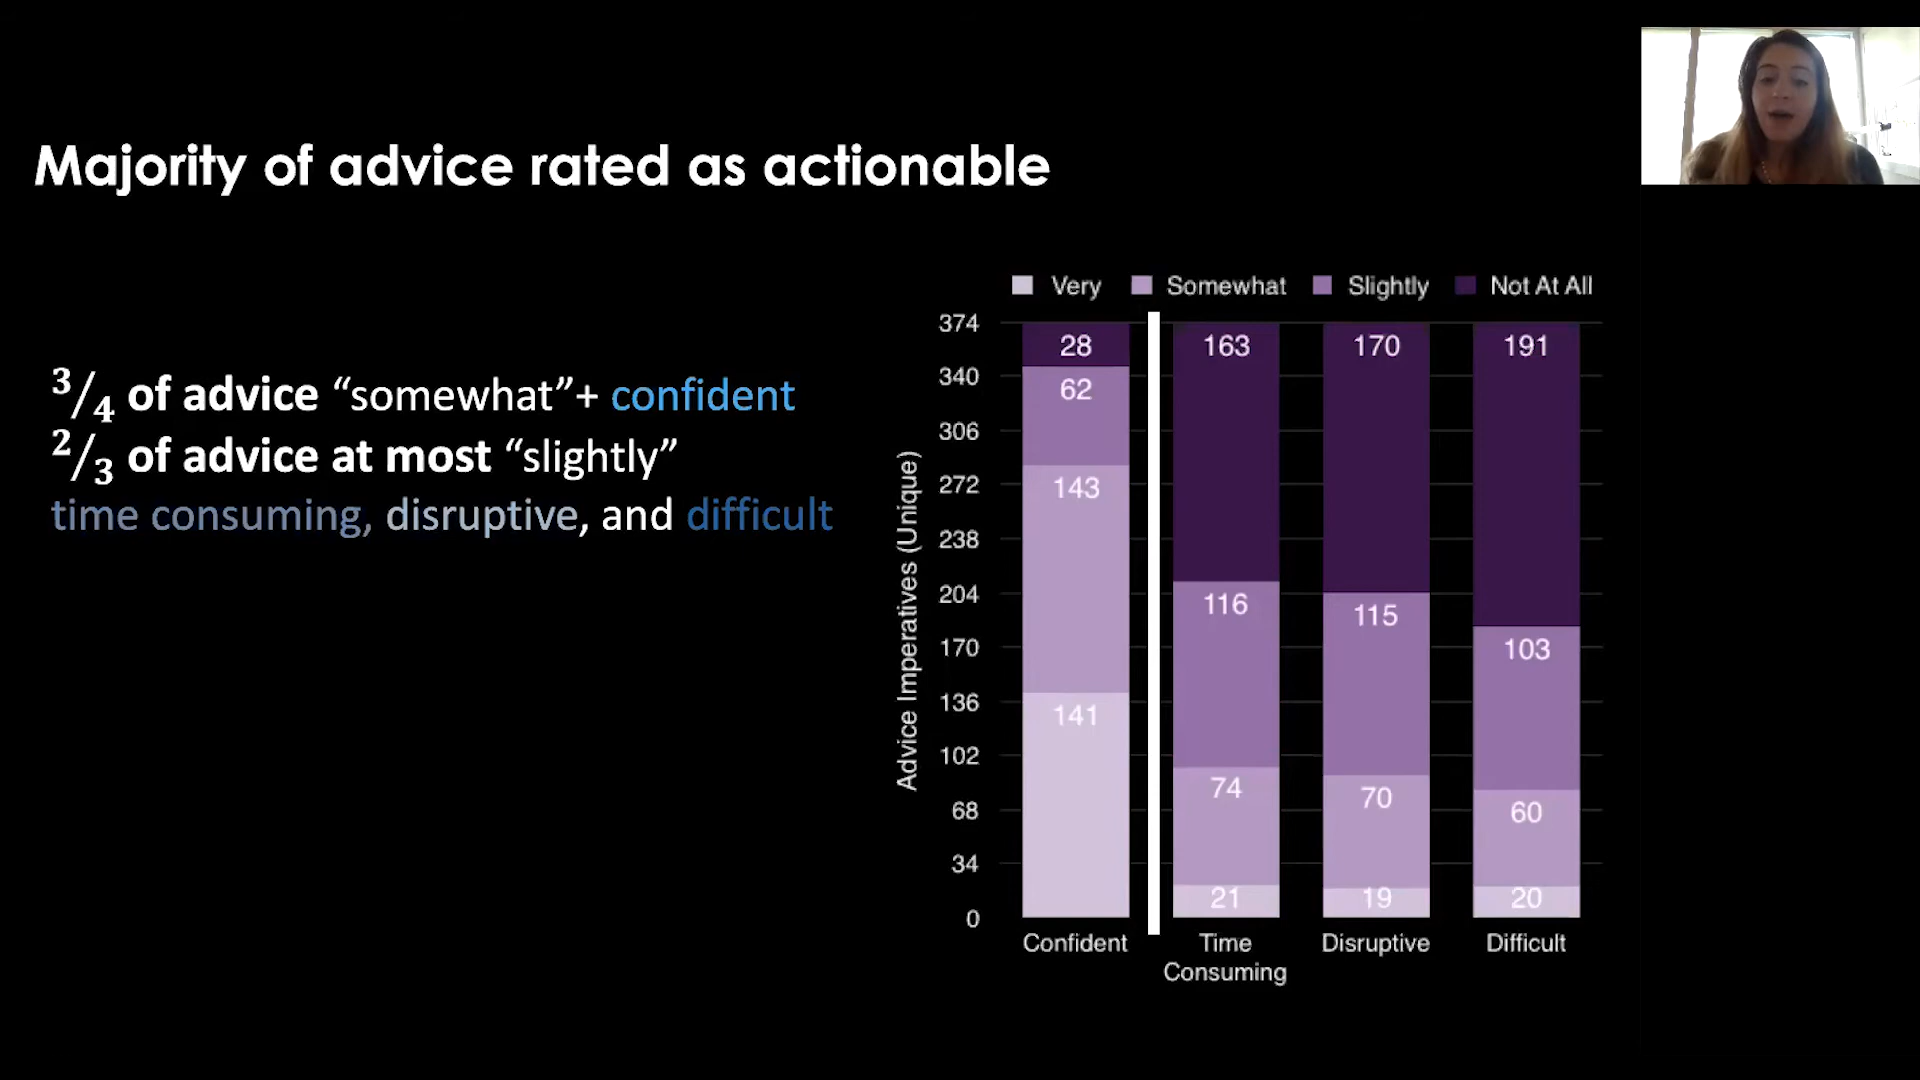 Majority of advice rated as actionable
3/4 of advice “somewhat”+ confident
2/3 of advice at most “slightly”
time consuming, disruptive, and difficult
Very Somewhat Slightly Not At All
Advice Imperatives (Unique)
374
340
306
272
238
204
170
136
102
68
34
0
28
62
143
141
163
116
74
21
170
115
70
19
191
103
60
20
Confident
Time
Consuming
Disruptive
Difficult